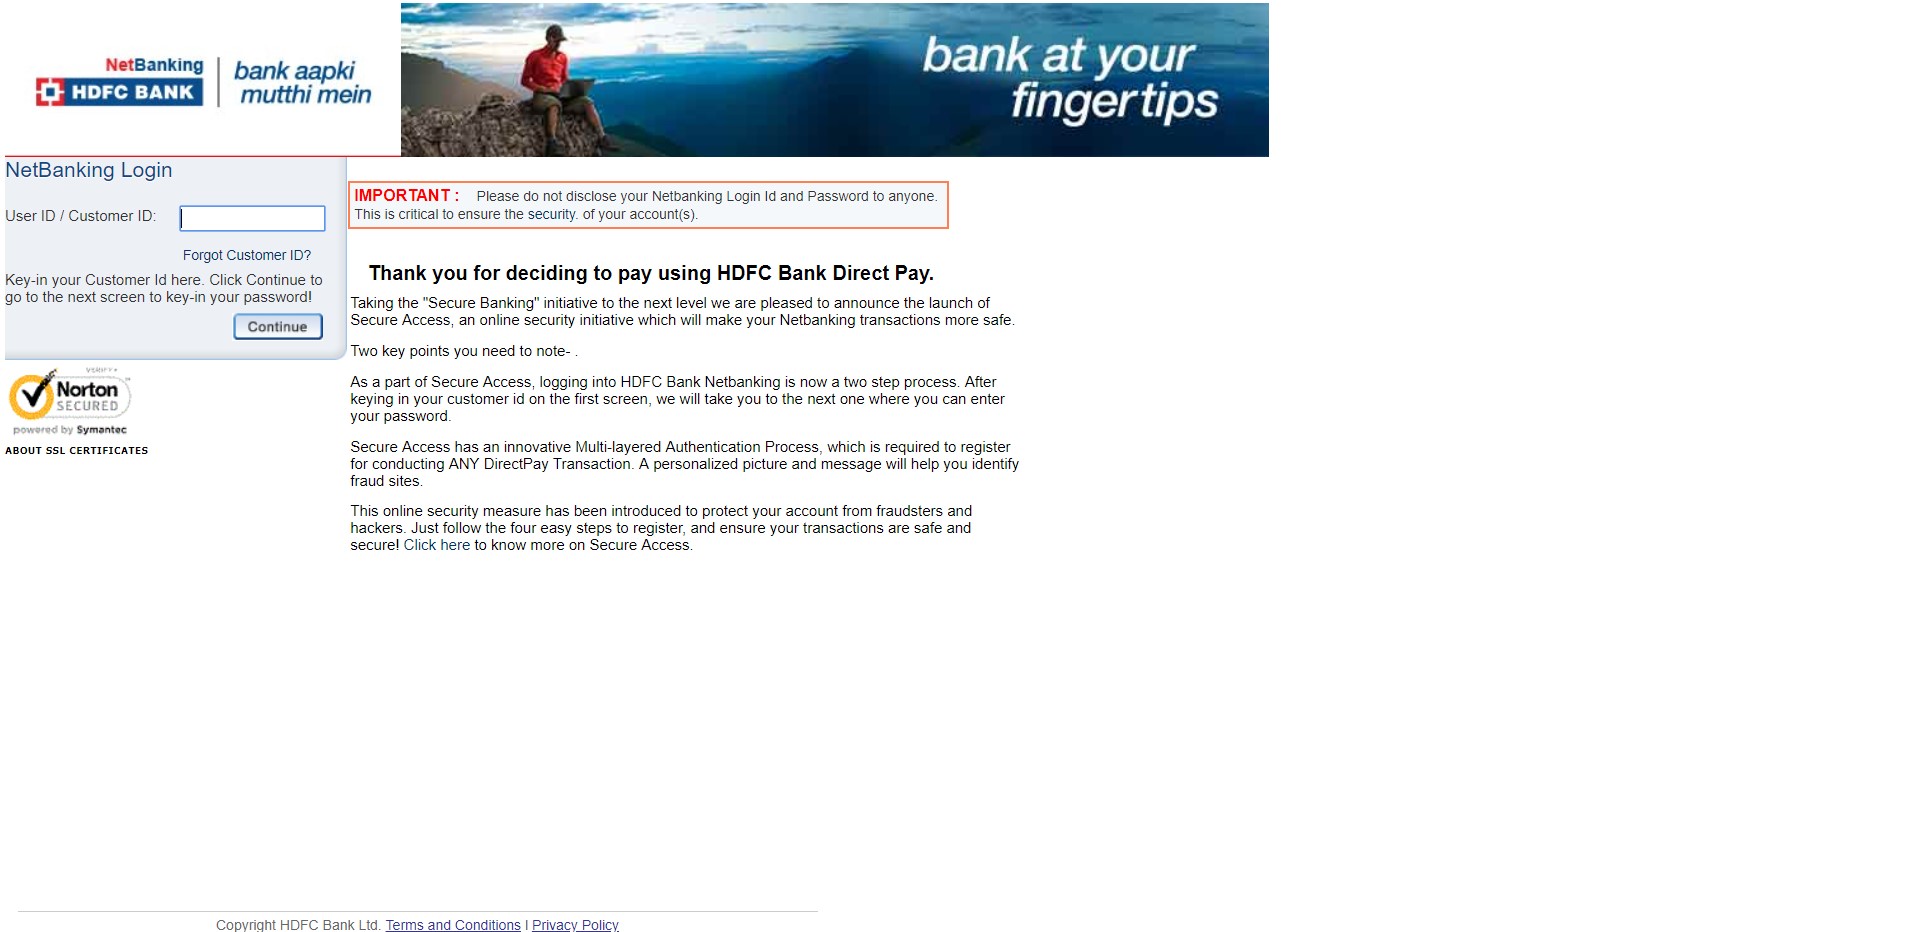 NetBanking
HDFC BANK
bank aapki
mutthi mein
bank at your
fingertips
NetBanking Login
User ID / Customer ID:
Forgot Customer ID?
Key-in your Customer Id here. Click Continue to
go to the next screen to key-in your password!
Continue
VERIFY
Norton
SECURED
powered by Symantec
ABOUT SSL CERTIFICATES
IMPORTANT : Please do not disclose your Netbanking Login Id and Password to anyone.
This is critical to ensure the security. of your account(s).
Thank you for deciding to pay using HDFC Bank Direct Pay.
Taking the "Secure Banking" initiative to the next level we are pleased to announce the launch of
Secure Access, an online security initiative which will make your Netbanking transactions more safe.
Two key points you need to note- .
As a part of Secure Access, logging into HDFC Bank Netbanking is now a two step process. After
keying in your customer id on the first screen, we will take you to the next one where you can enter
your password.
Secure Access has an innovative Multi-layered Authentication Process, which is required to register
for conducting ANY DirectPay Transaction. A personalized picture and message will help you identify
fraud sites.
This online security measure has been introduced to protect your account from fraudsters and
hackers. Just follow the four easy steps to register, and ensure your transactions are safe and
secure! Click here to know more on Secure Access.
Copyright HDFC Bank Ltd. Terms and Conditions I Privacy Policy